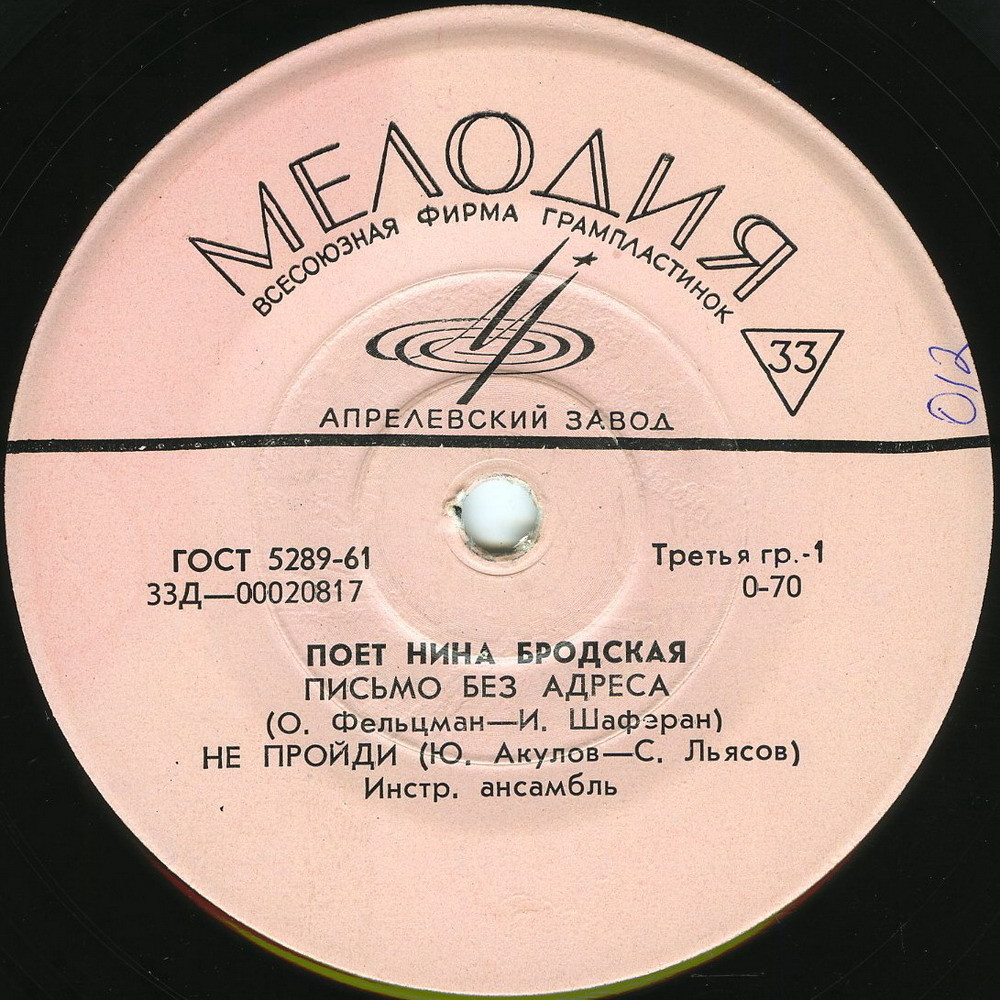 МЕЛОДИЯ
ВСЕСОЮЗНАЯ ФИРМА ГРАМПЛАСТИНОК
33
АПРЕЛЕВСКИЙ ЗАВОД
012
ГОСТ 5289-61
Третья гр.-1
33Д—00020817
0-70
ПОЕТ НИНА БРОДСКАЯ
ПИСЬМО БЕЗ АДРЕСА
(О. Фельцман—И. Шаферан)
НЕ ПРОЙДИ (Ю. Акулов—С. Льясов)
Инстр. ансамбль